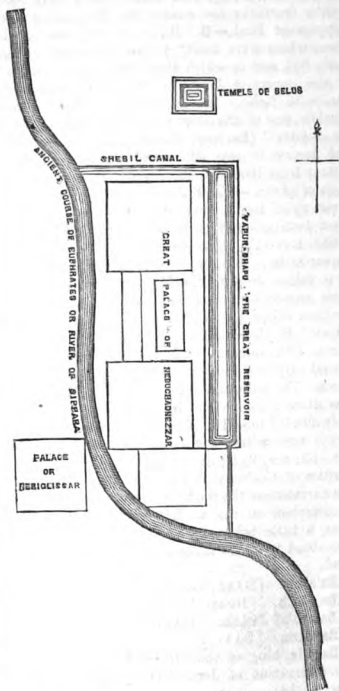 TEMPLE OF BELUS
SHEBIL CANAL
ANCIENT COURSE OF EUPHRATES OR RIVER OF SIPPARA
GREAT
PALACE OF
NEBUCHADNEZZAR
YAPUR-SHAPU THE GREAT RESERVOIR
PALACE
OF
NERIGLISSAR